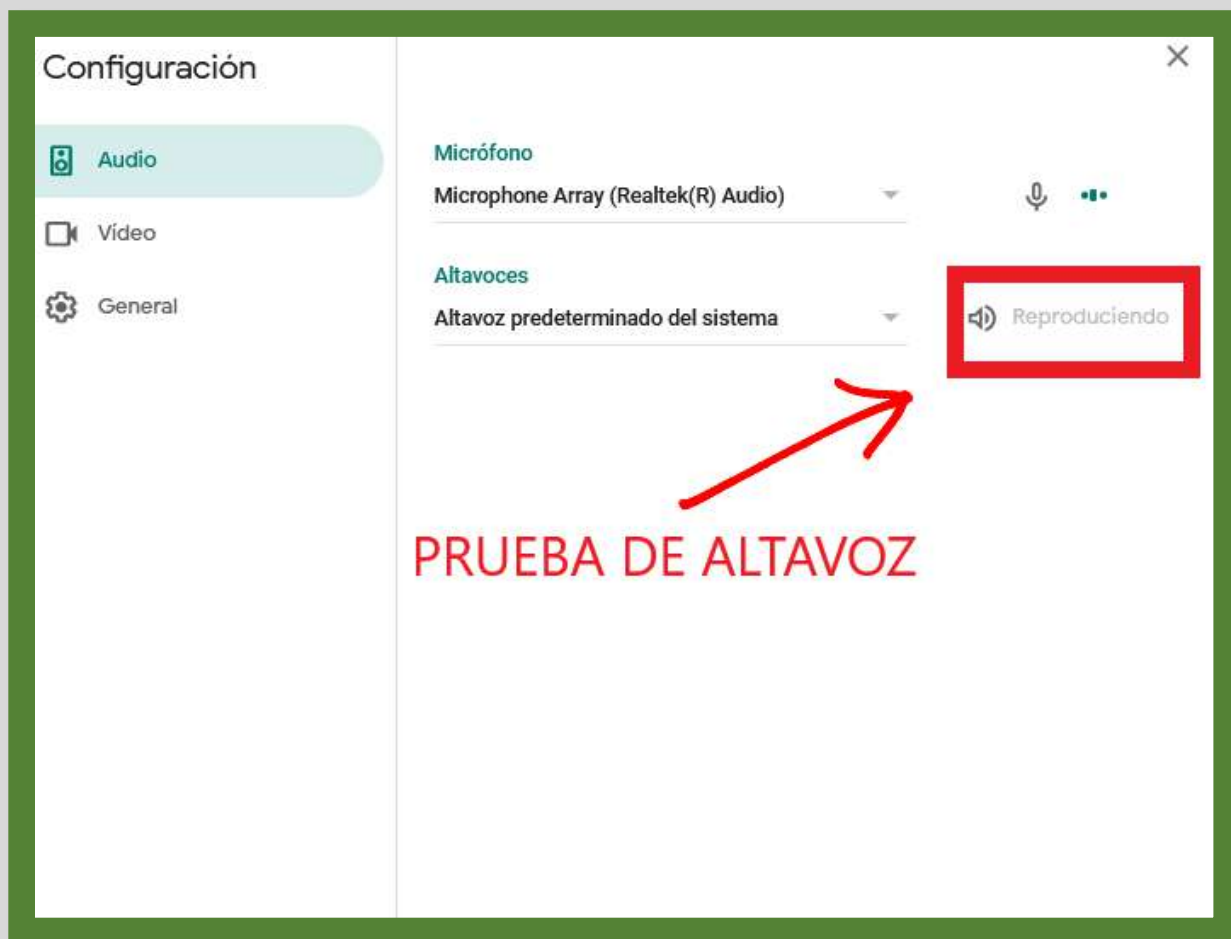 Configuración
Audio
Vídeo
General
Micrófono
Microphone Array (Realtek(R) Audio)
Altavoces
Altavoz predeterminado del sistema
Reproduciendo
PRUEBA DE ALTAVOZ